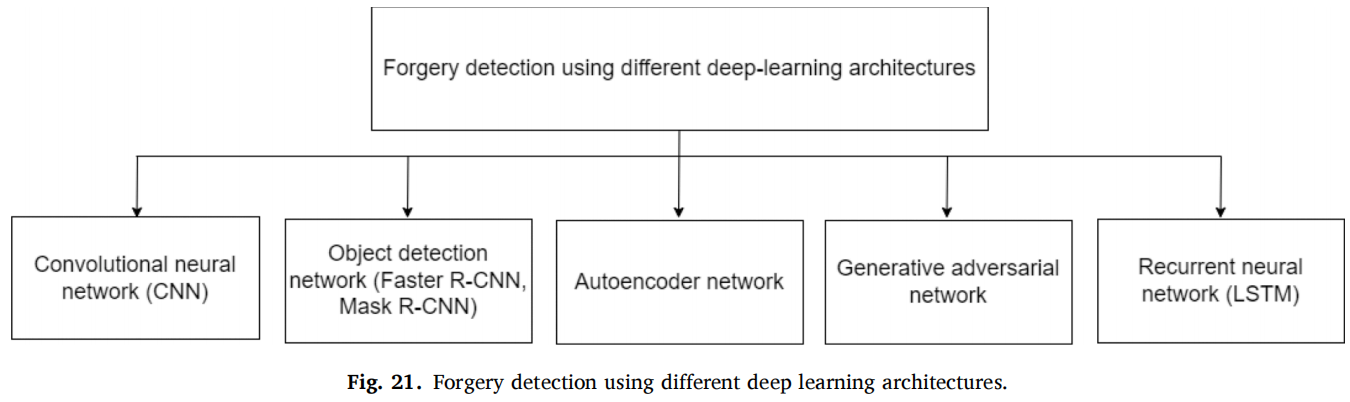 Forgery detection using different deep-learning architectures
Convolutional neural
network (CNN)
Object detection
network (Faster R-CNN,
Mask R-CNN)
Autoencoder network
Generative adversarial
network
Recurrent neural
network (LSTM)
Fig. 21. Forgery detection using different deep learning architectures.